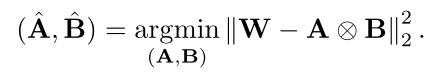 (Â, B̂) = argmin ‖W − A ⊗ B‖₂² .
(A,B)